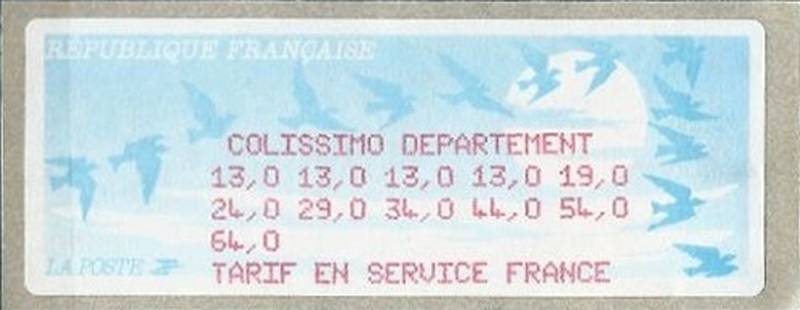 RÉPUBLIQUE FRANÇAISE
COLISSIMO DEPARTEMENT
13,0 13,0 13,0 13,0 19,0
24,0 29,0 34,0 44,0 54,0
64,0
LA POSTE
TARIF EN SERVICE FRANCE